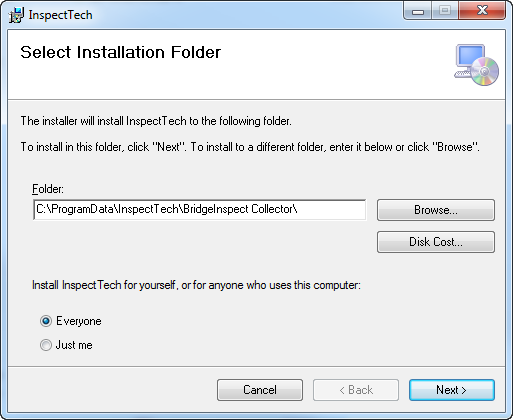 InspectTech
Select Installation Folder
The installer will install InspectTech to the following folder.
To install in this folder, click "Next". To install to a different folder, enter it below or click "Browse".
Folder:
C:\ProgramData\InspectTech\BridgeInspect Collector\
Browse...
Disk Cost...
Install InspectTech for yourself, or for anyone who uses this computer:
Everyone
Just me
Cancel
< Back
Next >